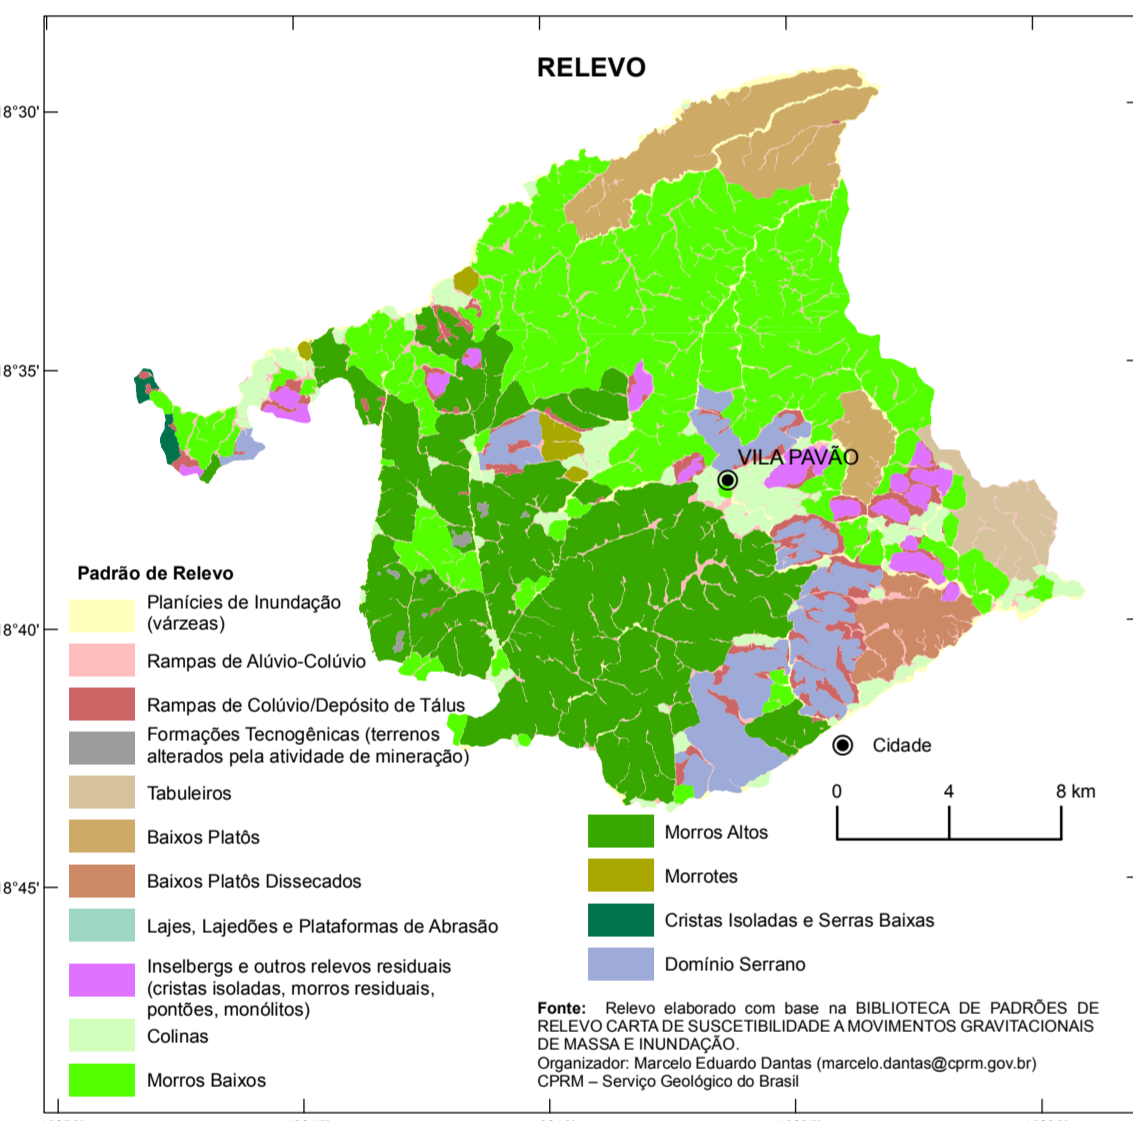 RELEVO
18°30'
18°35'
18°40'
18°45'
VILA PAVÃO
Padrão de Relevo
Planícies de Inundação
(várzeas)
Rampas de Alúvio-Colúvio
Rampas de Colúvio/Depósito de Tálus
Formações Tecnogênicas (terrenos
alterados pela atividade de mineração)
Tabuleiros
Baixos Platôs
Baixos Platôs Dissecados
Lajes, Lajedões e Plataformas de Abrasão
Inselbergs e outros relevos residuais
(cristas isoladas, morros residuais,
pontões, monólitos)
Colinas
Morros Baixos
Morros Altos
Morrotes
Cristas Isoladas e Serras Baixas
Domínio Serrano
Cidade
0 4 8 km
Fonte: Relevo elaborado com base na BIBLIOTECA DE PADRÕES DE
RELEVO CARTA DE SUSCETIBILIDADE A MOVIMENTOS GRAVITACIONAIS
DE MASSA E INUNDAÇÃO.
Organizador: Marcelo Eduardo Dantas (marcelo.dantas@cprm.gov.br)
CPRM – Serviço Geológico do Brasil